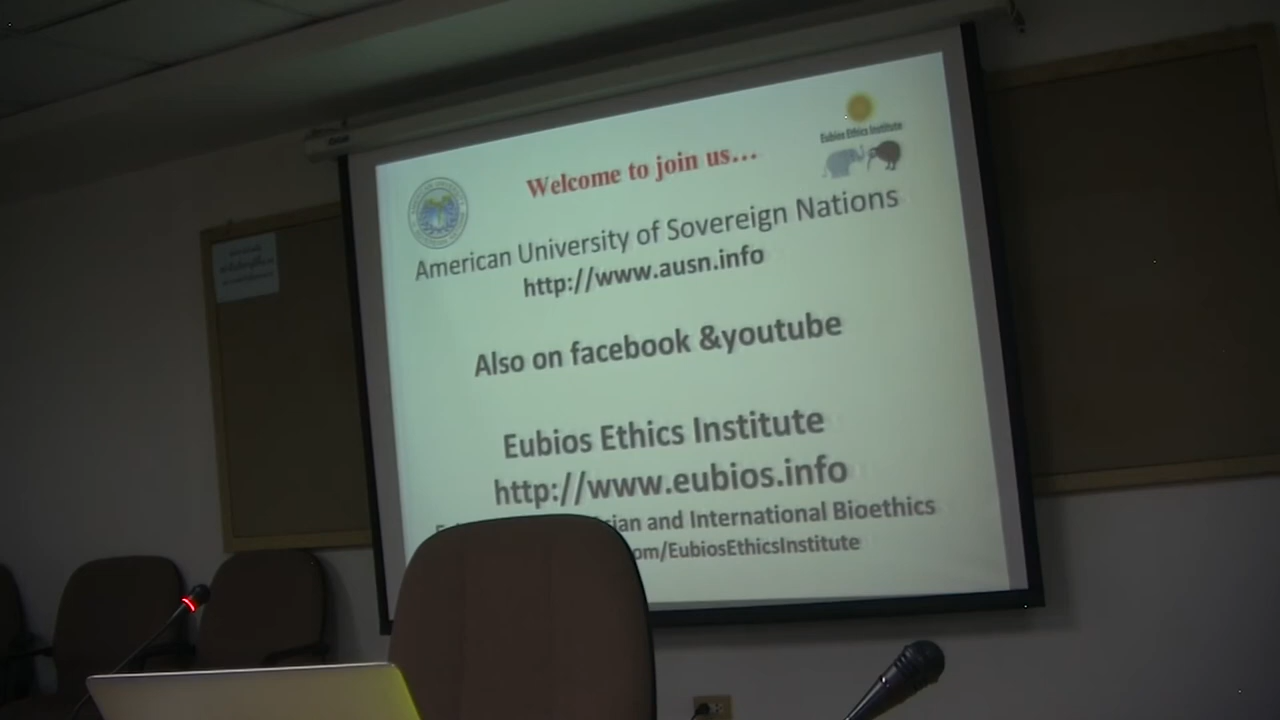 Eubios Ethics Institute
Welcome to join us...
American University of Sovereign Nations
http://www.ausn.info
Also on facebook &youtube
Eubios Ethics Institute
http://www.eubios.info
and International Bioethics
om/EubiosEthicsInstitute